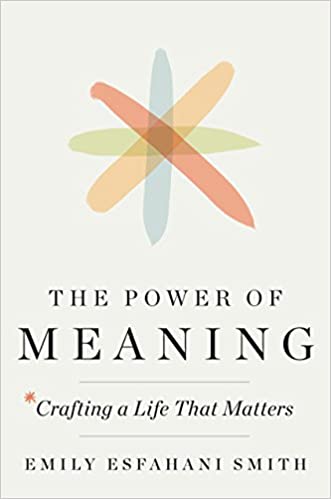 THE POWER OF
MEANING
*Crafting a Life That Matters
EMILY ESFAHANI SMITH